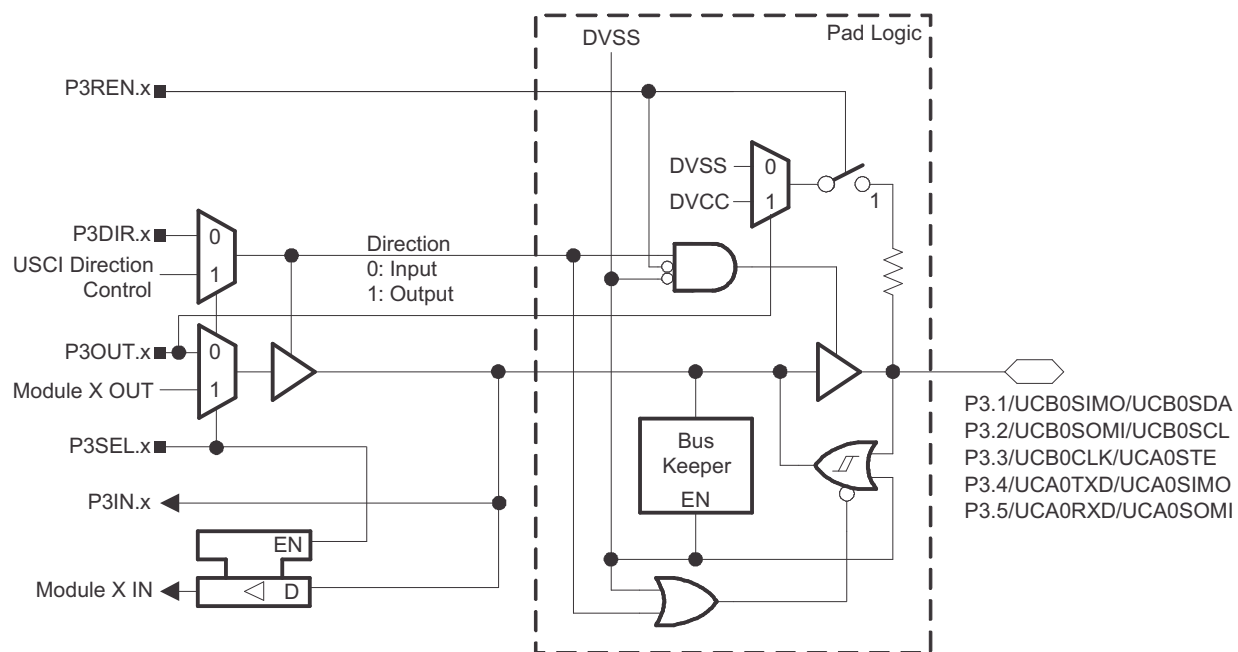 Pad Logic
DVSS
P3REN.x
DVSS
0
DVCC
1
1
P3DIR.x
0
USCI Direction
Control
1
Direction
0: Input
1: Output
P3OUT.x
0
Module X OUT
1
P3SEL.x
Bus
Keeper
EN
P3.1/UCB0SIMO/UCB0SDA
P3.2/UCB0SOMI/UCB0SCL
P3.3/UCB0CLK/UCA0STE
P3.4/UCA0TXD/UCA0SIMO
P3.5/UCA0RXD/UCA0SOMI
P3IN.x
EN
Module X IN
D